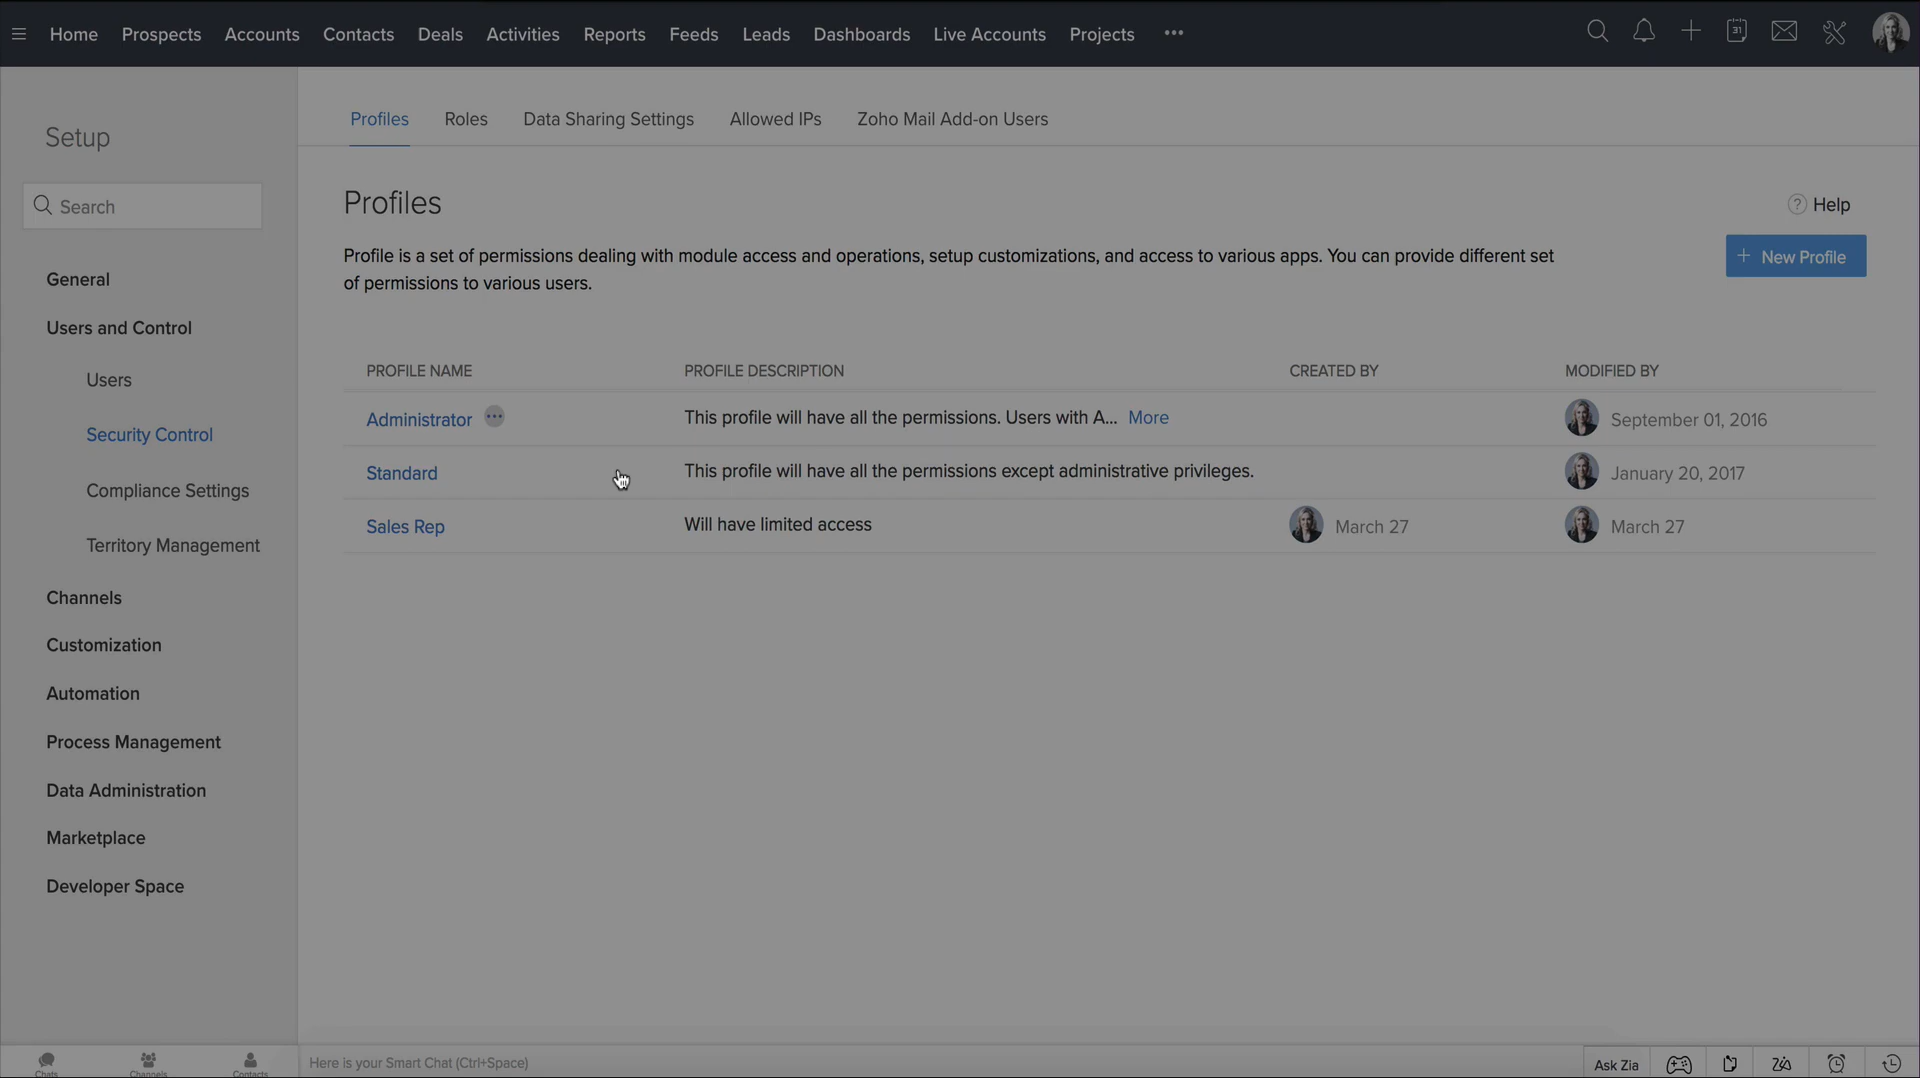 Home Prospects Accounts Contacts Deals Activities Reports Feeds Leads Dashboards Live Accounts Projects ••• 31
Setup
Search
General
Users and Control
Users
Security Control
Compliance Settings
Territory Management
Channels
Customization
Automation
Process Management
Data Administration
Marketplace
Developer Space
Profiles Roles Data Sharing Settings Allowed IPs Zoho Mail Add-on Users
Profiles
? Help
Profile is a set of permissions dealing with module access and operations, setup customizations, and access to various apps. You can provide different set
of permissions to various users.
+ New Profile
PROFILE NAME PROFILE DESCRIPTION CREATED BY MODIFIED BY
Administrator ••• This profile will have all the permissions. Users with A... More September 01, 2016
Standard This profile will have all the permissions except administrative privileges. January 20, 2017
Sales Rep Will have limited access March 27 March 27
Chats Channels Contacts Here is your Smart Chat (Ctrl+Space) Ask Zia